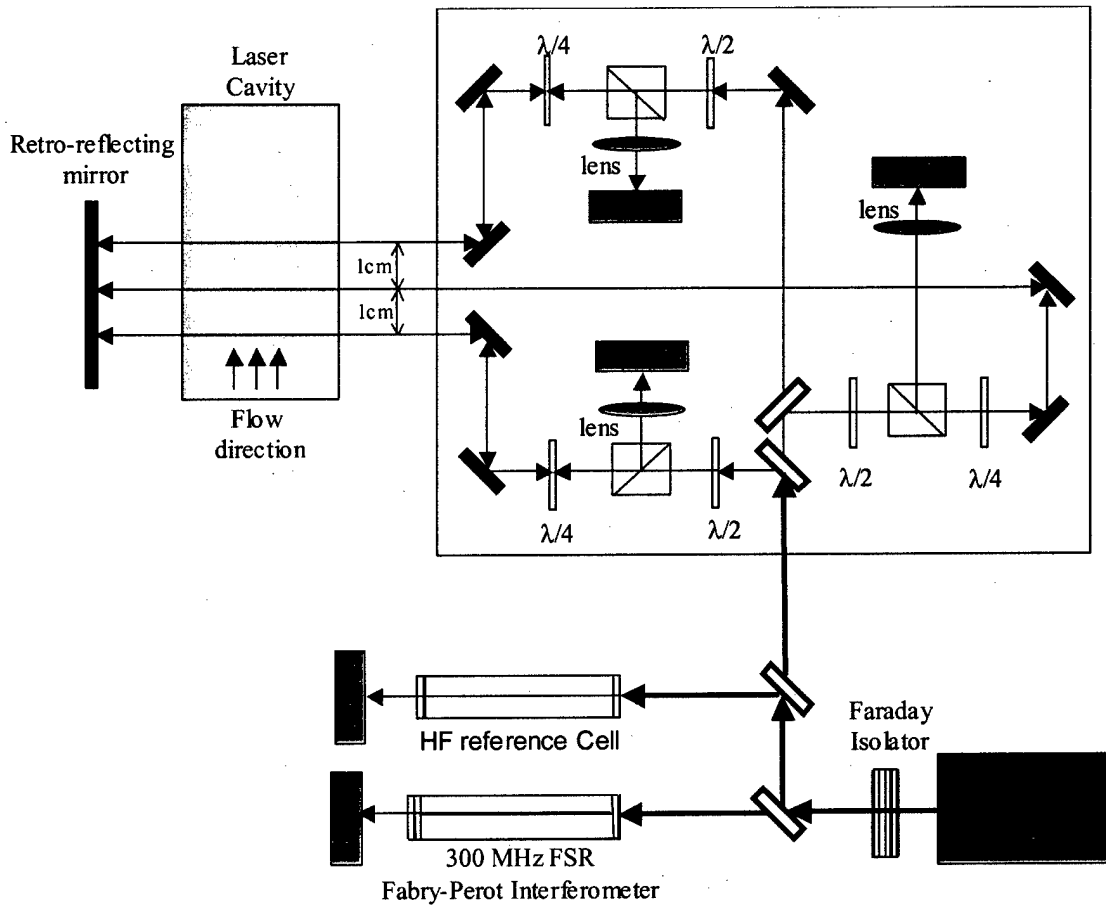 Laser
Cavity
Retro-reflecting
mirror
λ/4
λ/2
lens
lens
1cm
1cm
lens
Flow
direction
λ/4
λ/2
λ/2
λ/4
HF reference Cell
Faraday
Isolator
300 MHz FSR
Fabry-Perot Interferometer